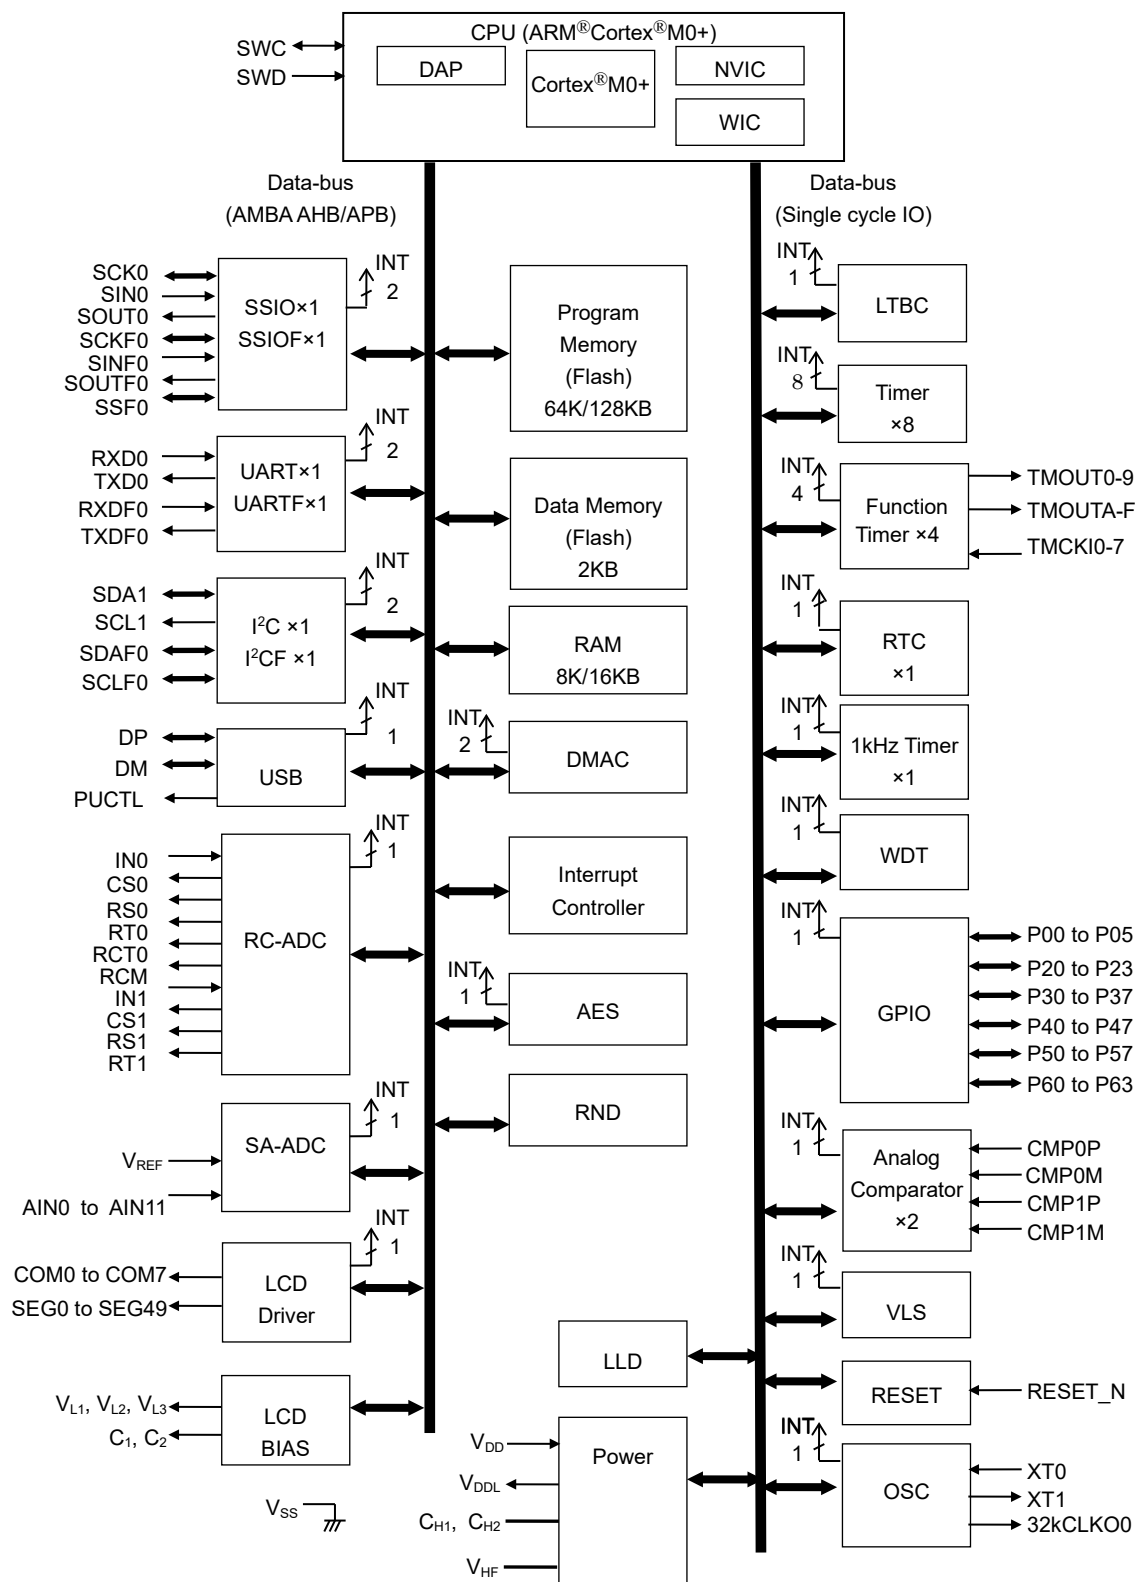 CPU (ARM®Cortex®M0+)
SWC
SWD
DAP
Cortex®M0+
NVIC
WIC
Data-bus
(AMBA AHB/APB)
Data-bus
(Single cycle IO)
SCK0
SIN0
SOUT0
SCKF0
SINF0
SOUTF0
SSF0
SSIO×1
SSIOF×1
INT
2
RXD0
TXD0
RXDF0
TXDF0
UART×1
UARTF×1
INT
2
SDA1
SCL1
SDAF0
SCLF0
I²C ×1
I²CF ×1
INT
2
DP
DM
PUCTL
USB
INT
1
IN0
CS0
RS0
RT0
RCT0
RCM
IN1
CS1
RS1
RT1
RC-ADC
INT
1
VREF
AIN0 to AIN11
SA-ADC
INT
1
COM0 to COM7
SEG0 to SEG49
LCD
Driver
INT
1
VL1, VL2, VL3
C1, C2
LCD
BIAS
VSS
Program
Memory
(Flash)
64K/128KB
Data Memory
(Flash)
2KB
RAM
8K/16KB
INT
2
DMAC
Interrupt
Controller
INT
1
AES
RND
LLD
VDD
VDDL
CH1, CH2
VHF
Power
INT
1
LTBC
INT
8
Timer
×8
INT
4
Function
Timer ×4
TMOUT0-9
TMOUTA-F
TMCKI0-7
INT
1
RTC
×1
INT
1
1kHz Timer
×1
INT
1
WDT
INT
1
GPIO
P00 to P05
P20 to P23
P30 to P37
P40 to P47
P50 to P57
P60 to P63
INT
1
Analog
Comparator
×2
CMP0P
CMP0M
CMP1P
CMP1M
INT
1
VLS
RESET
RESET_N
INT
1
OSC
XT0
XT1
32kCLKO0